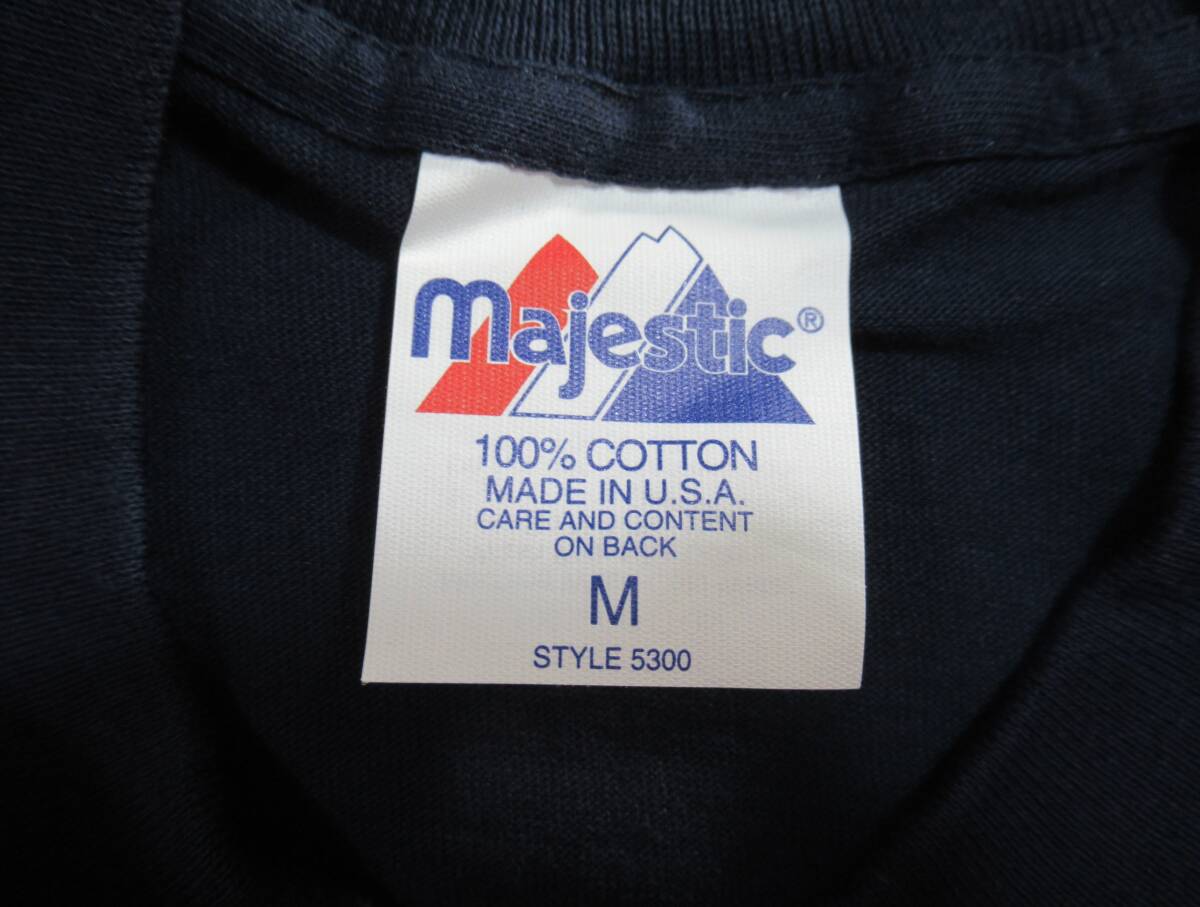 majestic®
100% COTTON
MADE IN U.S.A.
CARE AND CONTENT
ON BACK
M
STYLE 5300